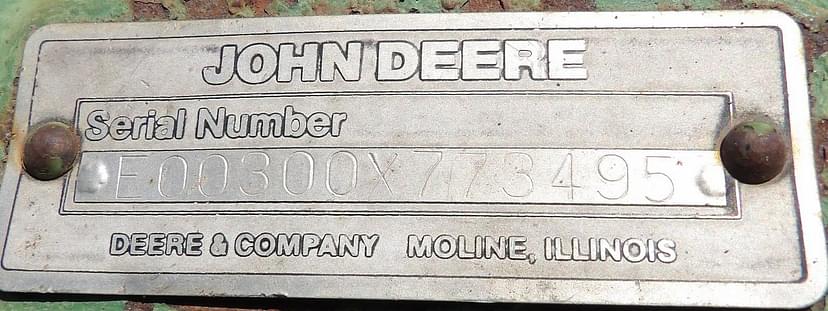 JOHN DEERE
Serial Number
E00300X773495
DEERE & COMPANY MOLINE, ILLINOIS